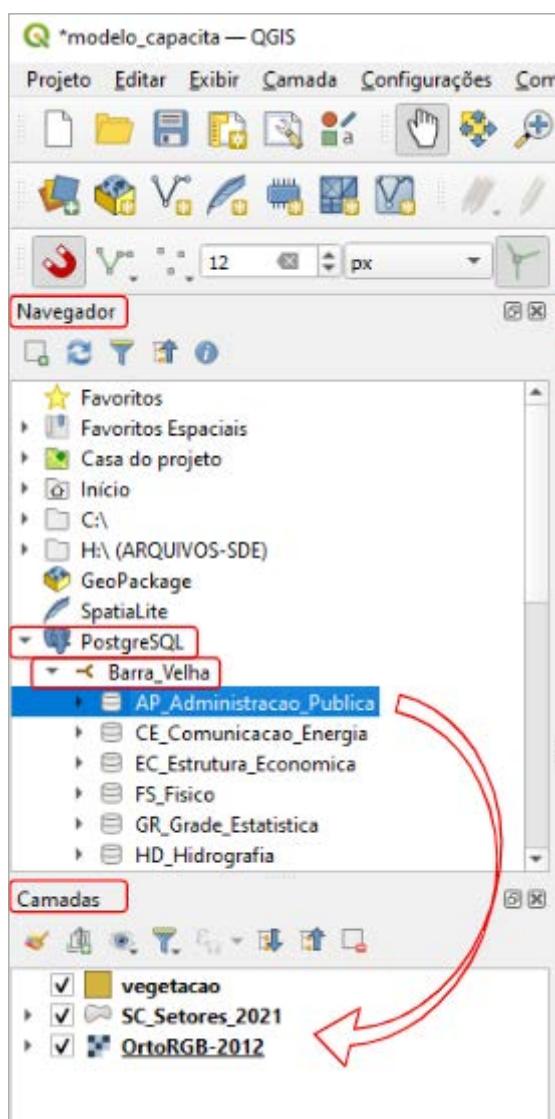 *modelo_capacita — QGIS
Projeto Editar Exibir Camada Configurações Com
12 px
Navegador
Favoritos
Favoritos Espaciais
Casa do projeto
Início
C:\
H:\ (ARQUIVOS-SDE)
GeoPackage
SpatiaLite
PostgreSQL
Barra_Velha
AP_Administracao_Publica
CE_Comunicacao_Energia
EC_Estrutura_Economica
FS_Fisico
GR_Grade_Estatistica
HD_Hidrografia
Camadas
vegetacao
SC_Setores_2021
OrtoRGB-2012